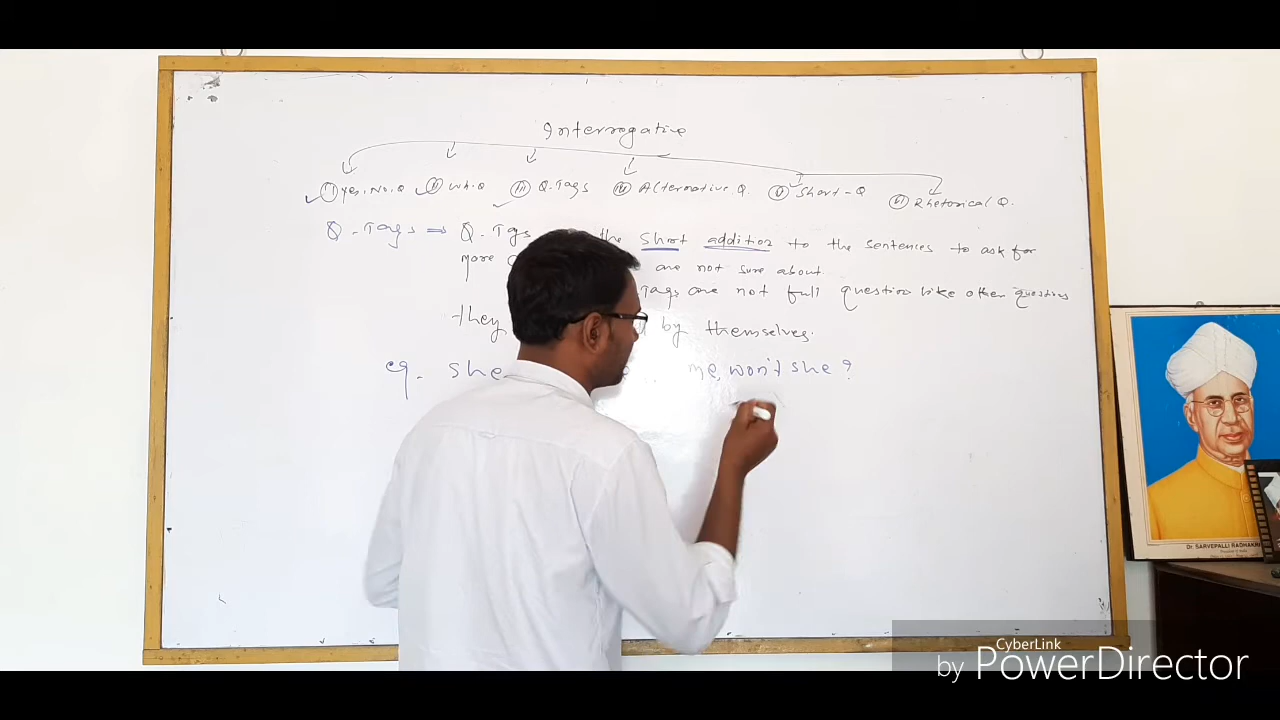 Interrogative
(I) Yes.No.Q (II) Wh.Q (III) Q.Tags (IV) Alternative.Q. (V) Short-Q (VI) Rhetorical Q.
Q.Tags ⇒ Q.Tgs the short addition to the sentences to ask for
more are not sure about.
Tags are not full question like other questions
they by themselves.
eg. she me, won't she?
Dr. SARVEPALLI RADHAKRI
CyberLink
by PowerDirector